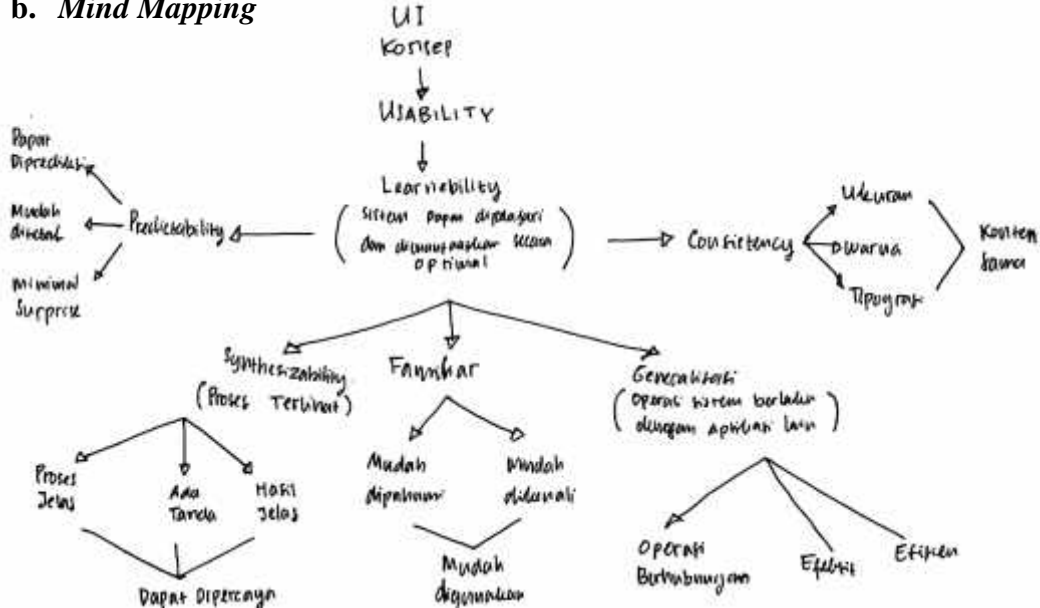 b. Mind Mapping
UI
Konsep
USABILITY
Learnebility
(Sistem Dapat dipelajari
dan dimanfaatkan secara
optimal)
Predictability
Dapat
Diprediksi
Mudah
ditebak
Minimal
Surprise
Consistency
Ukuran
Warna
Tipografi
Konten
Sama
Synthesizability
(Proses Terlihat)
Proses
Jelas
Ada
Tanda
Hasil
Jelas
Dapat Dipercaya
Familiar
Mudah
dipahami
Mudah
dikenali
Mudah
digunakan
Generalisasi
(Operasi sistem berlaku
dengan aplikasi lain)
Operasi
Berhubungan
Efektif
Efisien